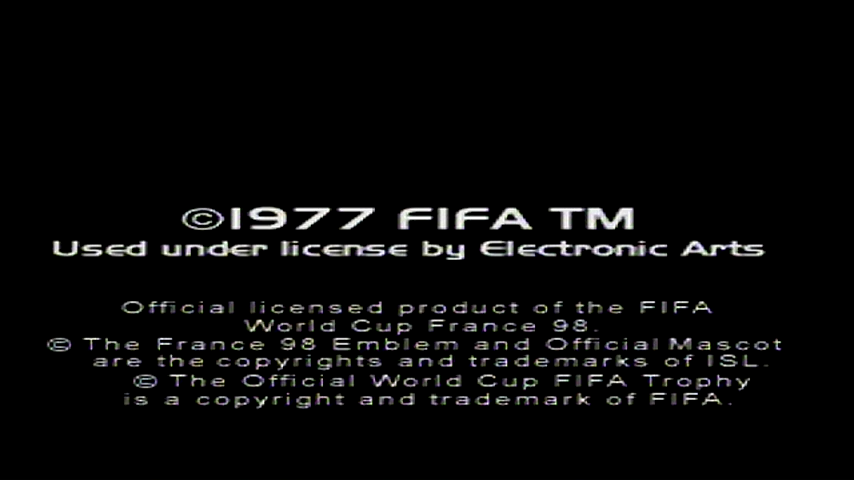 ©1977 FIFA TM
Used under license by Electronic Arts
Official licensed product of the FIFA
World Cup France 98.
© The France 98 Emblem and Official Mascot
are the copyrights and trademarks of ISL.
© The Official World Cup FIFA Trophy
is a copyright and trademark of FIFA.